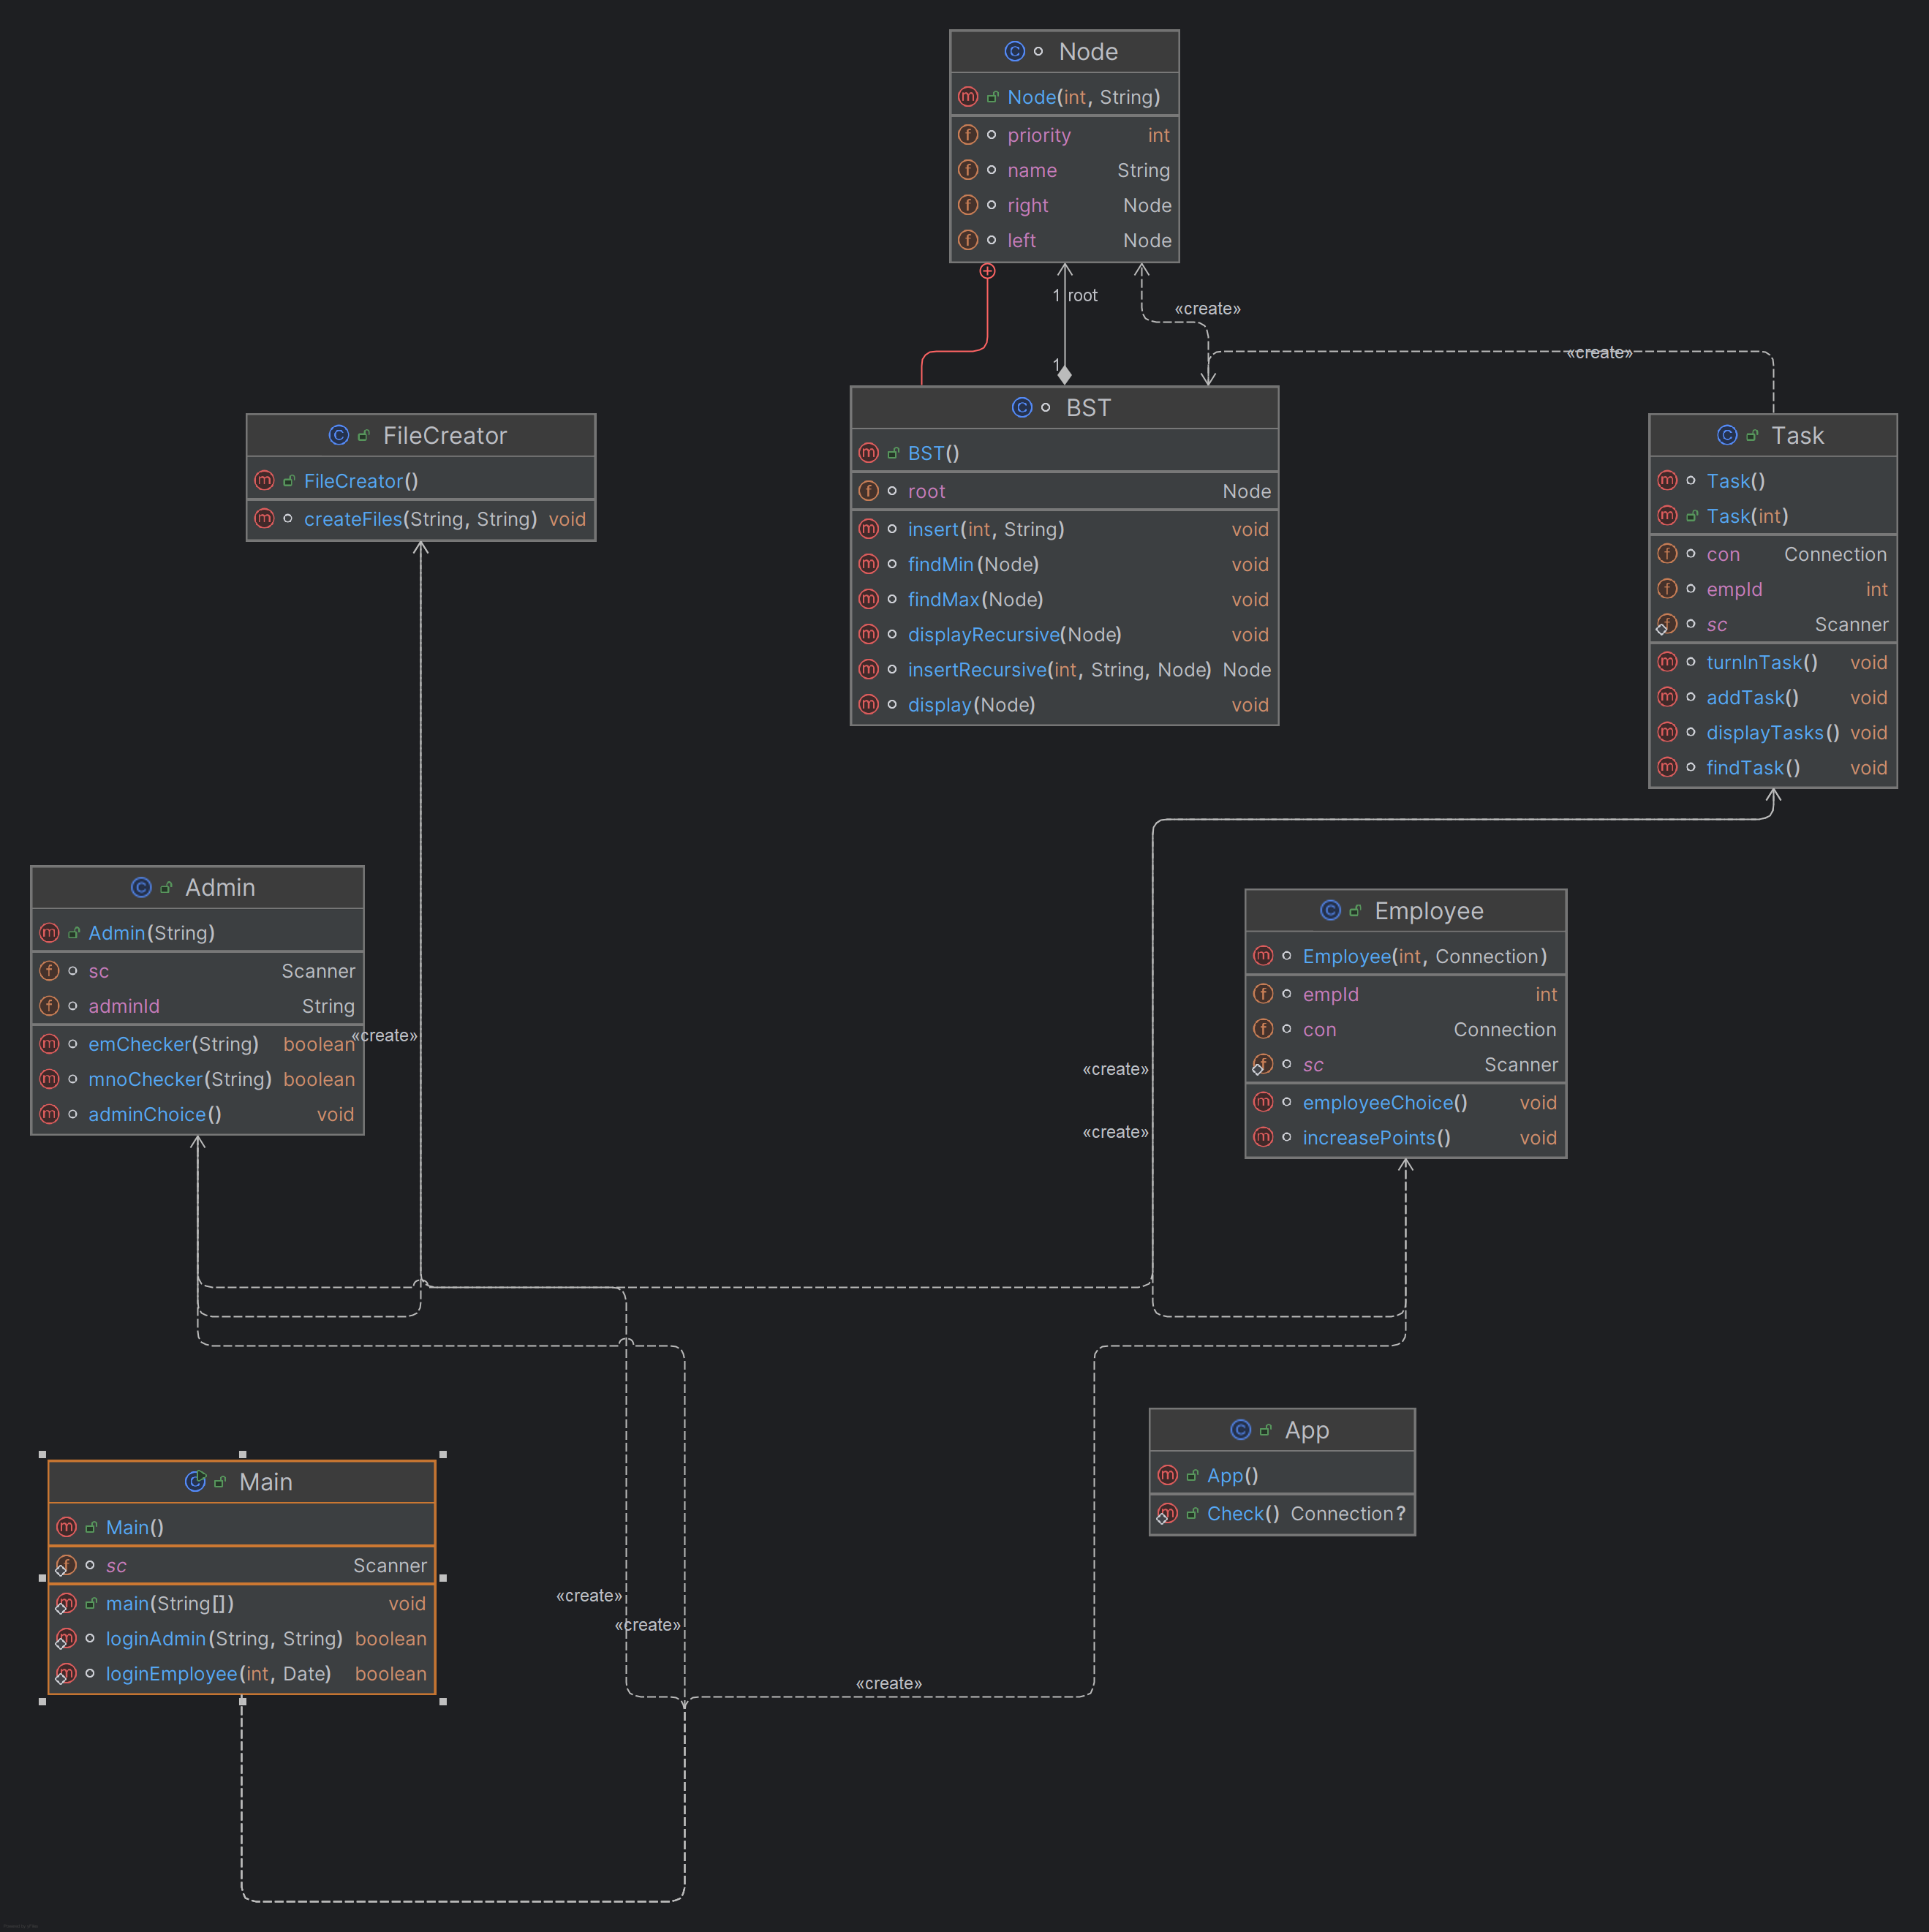 Node
Node(int, String)
priority int
name String
right Node
left Node
1 root
«create»
1
«create»
BST
BST()
root Node
insert(int, String) void
findMin(Node) void
findMax(Node) void
displayRecursive(Node) void
insertRecursive(int, String, Node) Node
display(Node) void
FileCreator
FileCreator()
createFiles(String, String) void
Task
Task()
Task(int)
con Connection
empId int
sc Scanner
turnInTask() void
addTask() void
displayTasks() void
findTask() void
Admin
Admin(String)
sc Scanner
adminId String
emChecker(String) boolean
mnoChecker(String) boolean
adminChoice() void
«create»
«create»
«create»
Employee
Employee(int, Connection)
empId int
con Connection
sc Scanner
employeeChoice() void
increasePoints() void
App
App()
Check() Connection?
Main
Main()
sc Scanner
main(String[]) void
loginAdmin(String, String) boolean
loginEmployee(int, Date) boolean
«create»
«create»
«create»